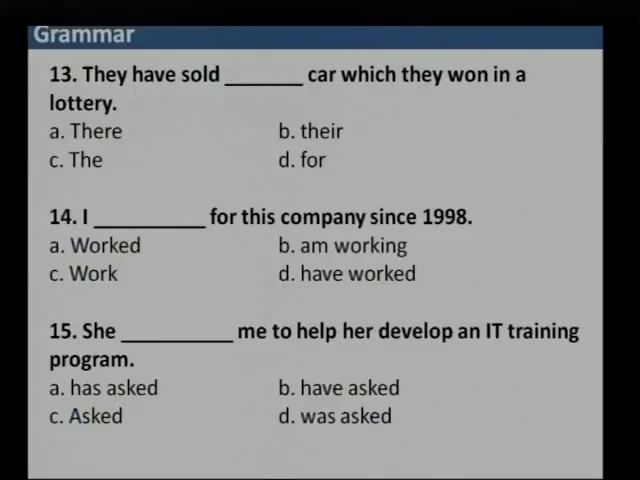 Grammar
13. They have sold _______ car which they won in a
lottery.
a. There b. their
c. The d. for
14. I __________ for this company since 1998.
a. Worked b. am working
c. Work d. have worked
15. She __________ me to help her develop an IT training
program.
a. has asked b. have asked
c. Asked d. was asked